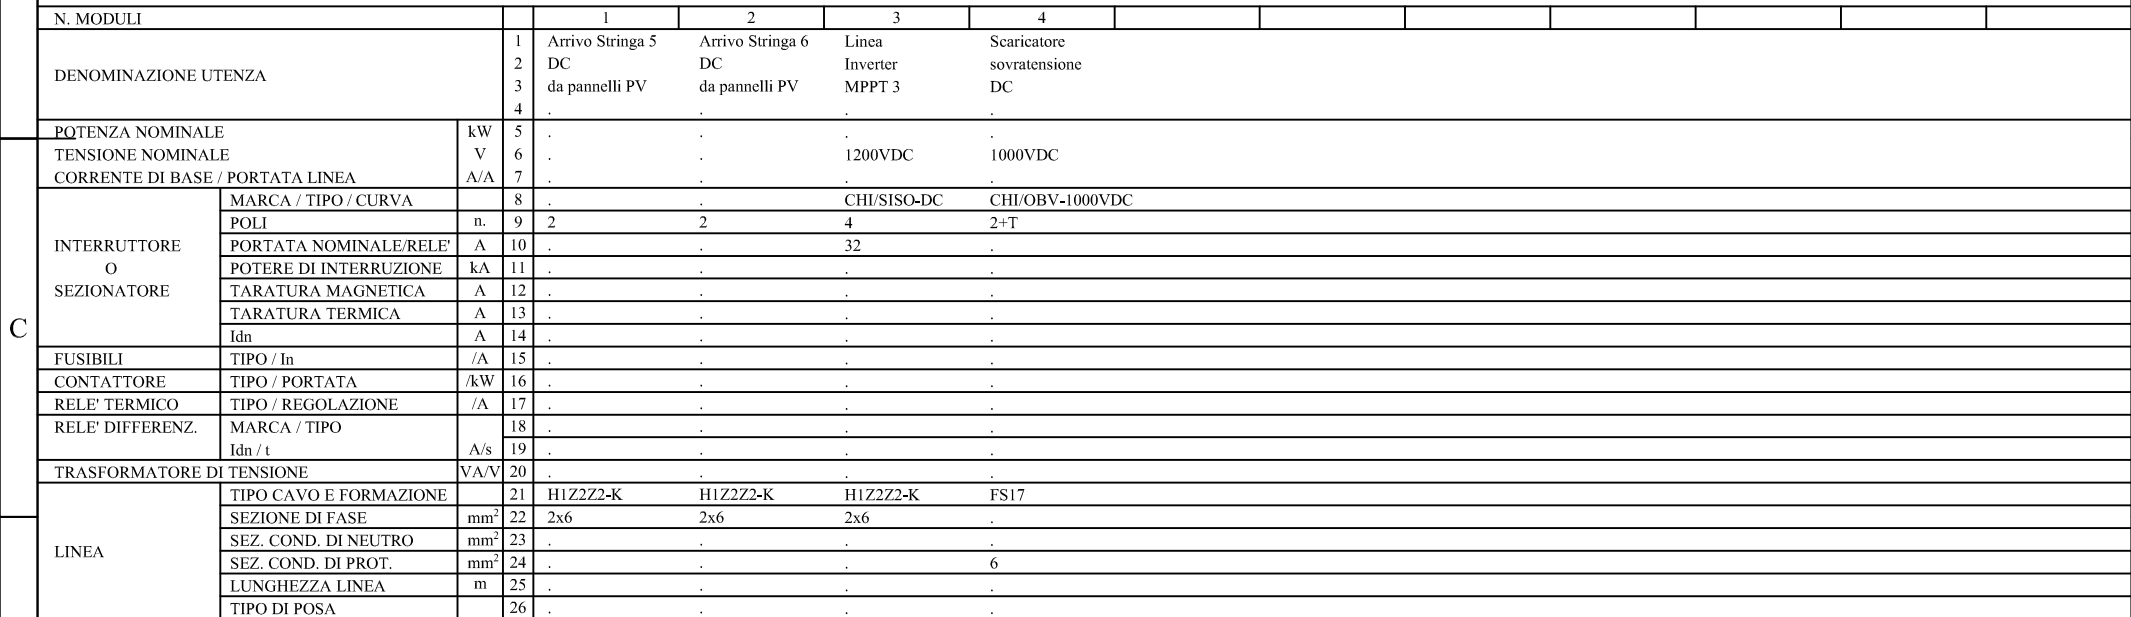 N. MODULI 1 2 3 4
DENOMINAZIONE UTENZA
1 Arrivo Stringa 5 Arrivo Stringa 6 Linea Scaricatore
2 DC DC Inverter sovratensione
3 da pannelli PV da pannelli PV MPPT 3 DC
4 . . . .
POTENZA NOMINALE kW 5 . . . .
TENSIONE NOMINALE V 6 . . 1200VDC 1000VDC
CORRENTE DI BASE / PORTATA LINEA A/A 7 . . . .
INTERRUTTORE
O
SEZIONATORE
MARCA / TIPO / CURVA 8 . . CHI/SISO-DC CHI/OBV-1000VDC
POLI n. 9 2 2 4 2+T
PORTATA NOMINALE/RELE' A 10 . . 32 .
POTERE DI INTERRUZIONE kA 11 . . . .
TARATURA MAGNETICA A 12 . . . .
TARATURA TERMICA A 13 . . . .
Idn A 14 . . . .
FUSIBILI TIPO / In /A 15 . . . .
CONTATTORE TIPO / PORTATA /kW 16 . . . .
RELE' TERMICO TIPO / REGOLAZIONE /A 17 . . . .
RELE' DIFFERENZ. MARCA / TIPO 18 . . . .
Idn / t A/s 19 . . . .
TRASFORMATORE DI TENSIONE VA/V 20 . . . .
LINEA
TIPO CAVO E FORMAZIONE 21 H1Z2Z2-K H1Z2Z2-K H1Z2Z2-K FS17
SEZIONE DI FASE mm² 22 2x6 2x6 2x6 .
SEZ. COND. DI NEUTRO mm² 23 . . . .
SEZ. COND. DI PROT. mm² 24 . . . 6
LUNGHEZZA LINEA m 25 . . . .
TIPO DI POSA 26 . . . .
C